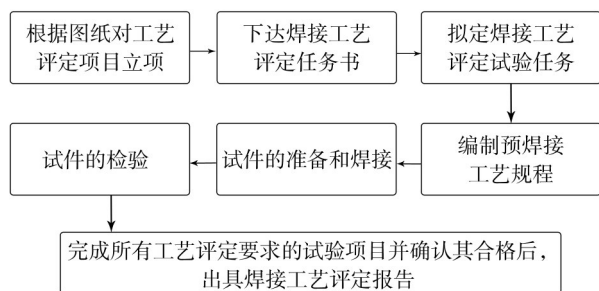 根据图纸对工艺
评定项目立项
下达焊接工艺
评定任务书
拟定焊接工艺
评定试验任务
编制预焊接
工艺规程
试件的准备和焊接
试件的检验
完成所有工艺评定要求的试验项目并确认其合格后，
出具焊接工艺评定报告